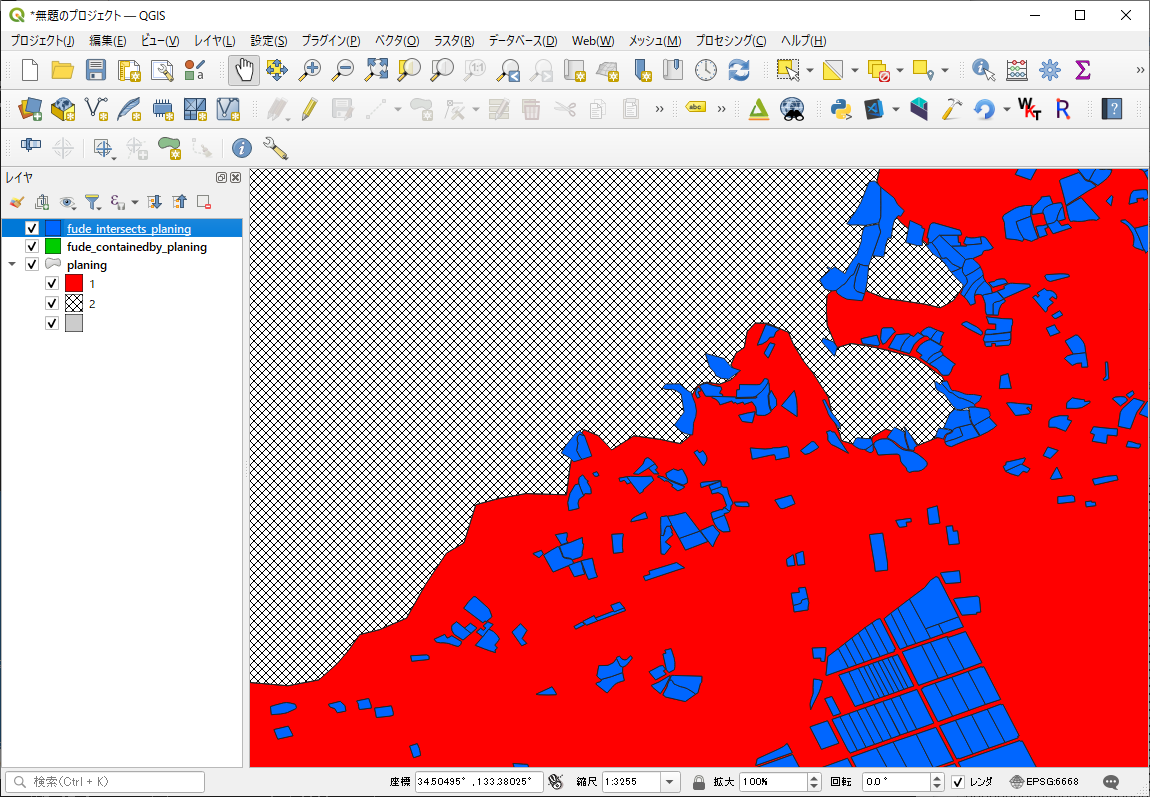 *無題のプロジェクト — QGIS
プロジェクト(J) 編集(E) ビュー(V) レイヤ(L) 設定(S) プラグイン(P) ベクタ(O) ラスタ(R) データベース(D) Web(W) メッシュ(M) プロセシング(C) ヘルプ(H)
レイヤ
fude_intersects_planing
fude_containedby_planing
planing
1
2
検索(Ctrl + K) 座標 34.50495° ,133.38025° 縮尺 1:3255 拡大 100% 回転 0.0 ° レンダ EPSG:6668